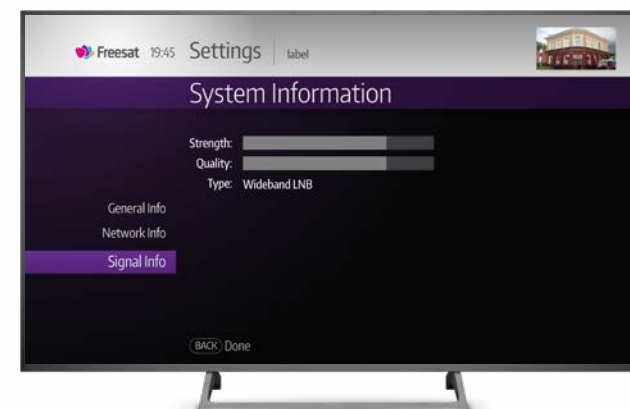 Freesat 19:45 Settings label
System Information
Strength:
Quality:
Type: Wideband LNB
General Info
Network Info
Signal Info
BACK Done